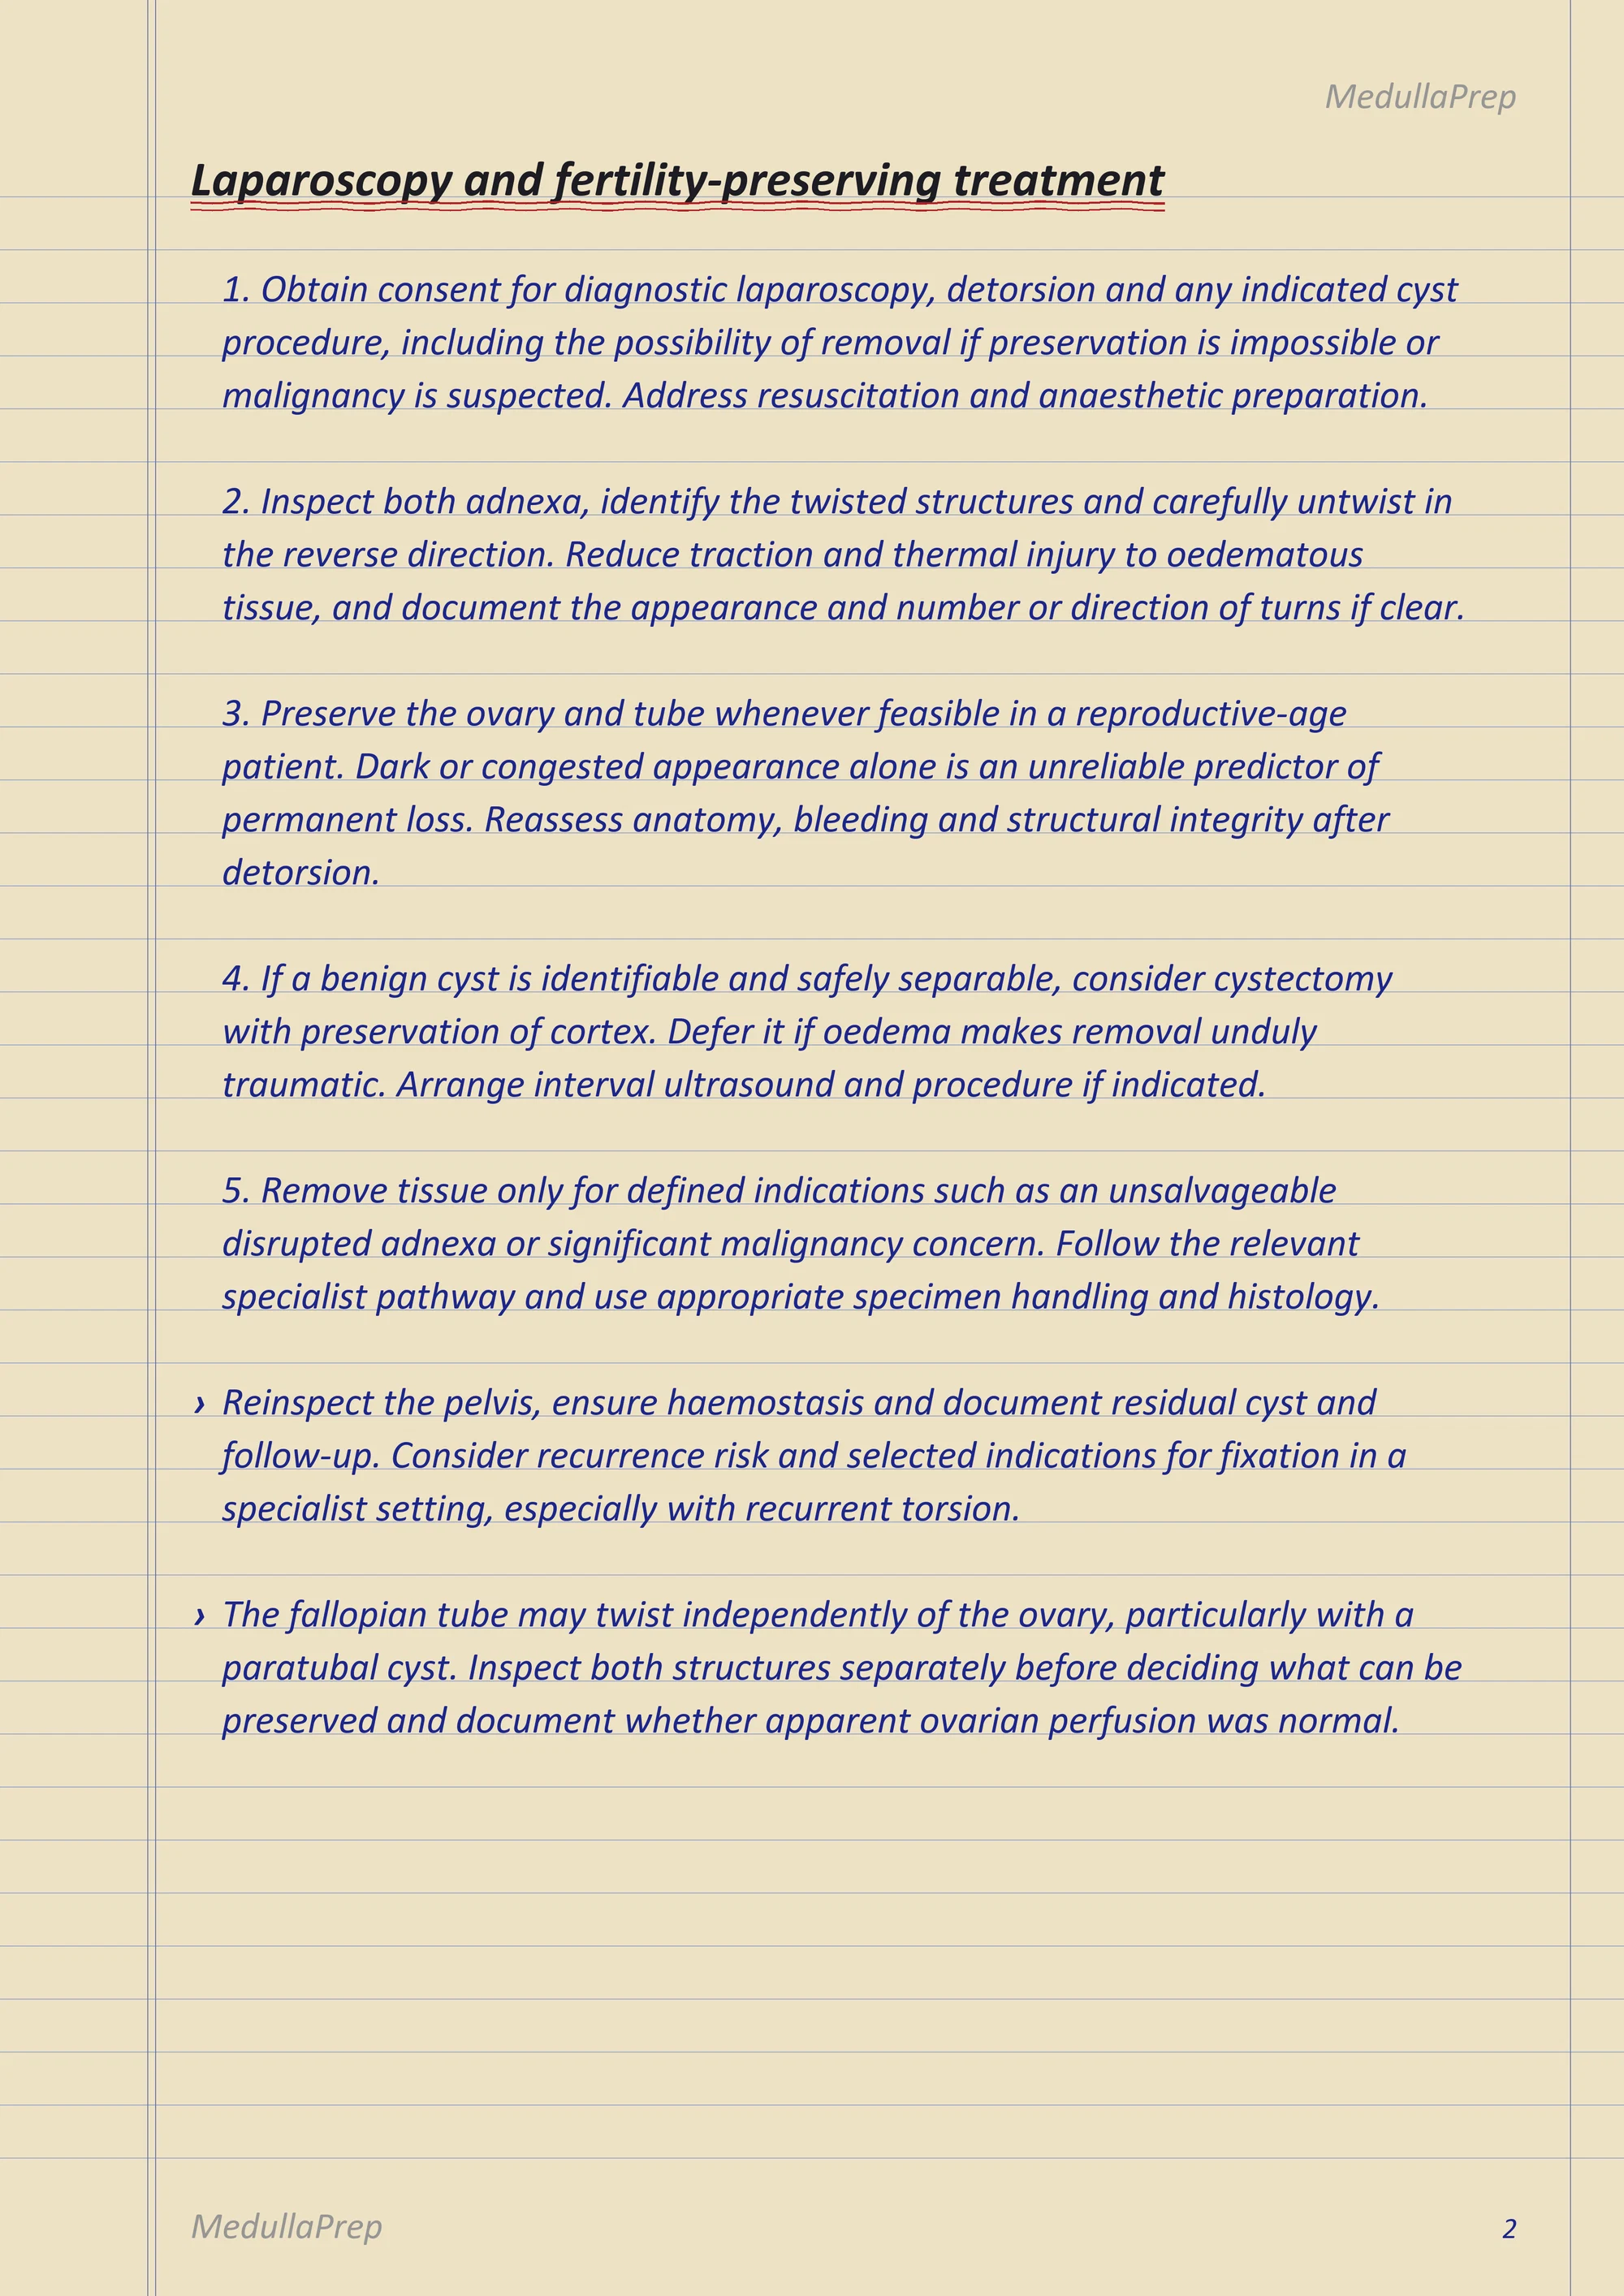 MedullaPrep
Laparoscopy and fertility-preserving treatment
1. Obtain consent for diagnostic laparoscopy, detorsion and any indicated cyst
procedure, including the possibility of removal if preservation is impossible or
malignancy is suspected. Address resuscitation and anaesthetic preparation.
2. Inspect both adnexa, identify the twisted structures and carefully untwist in
the reverse direction. Reduce traction and thermal injury to oedematous
tissue, and document the appearance and number or direction of turns if clear.
3. Preserve the ovary and tube whenever feasible in a reproductive-age
patient. Dark or congested appearance alone is an unreliable predictor of
permanent loss. Reassess anatomy, bleeding and structural integrity after
detorsion.
4. If a benign cyst is identifiable and safely separable, consider cystectomy
with preservation of cortex. Defer it if oedema makes removal unduly
traumatic. Arrange interval ultrasound and procedure if indicated.
5. Remove tissue only for defined indications such as an unsalvageable
disrupted adnexa or significant malignancy concern. Follow the relevant
specialist pathway and use appropriate specimen handling and histology.
› Reinspect the pelvis, ensure haemostasis and document residual cyst and
follow-up. Consider recurrence risk and selected indications for fixation in a
specialist setting, especially with recurrent torsion.
› The fallopian tube may twist independently of the ovary, particularly with a
paratubal cyst. Inspect both structures separately before deciding what can be
preserved and document whether apparent ovarian perfusion was normal.
MedullaPrep
2